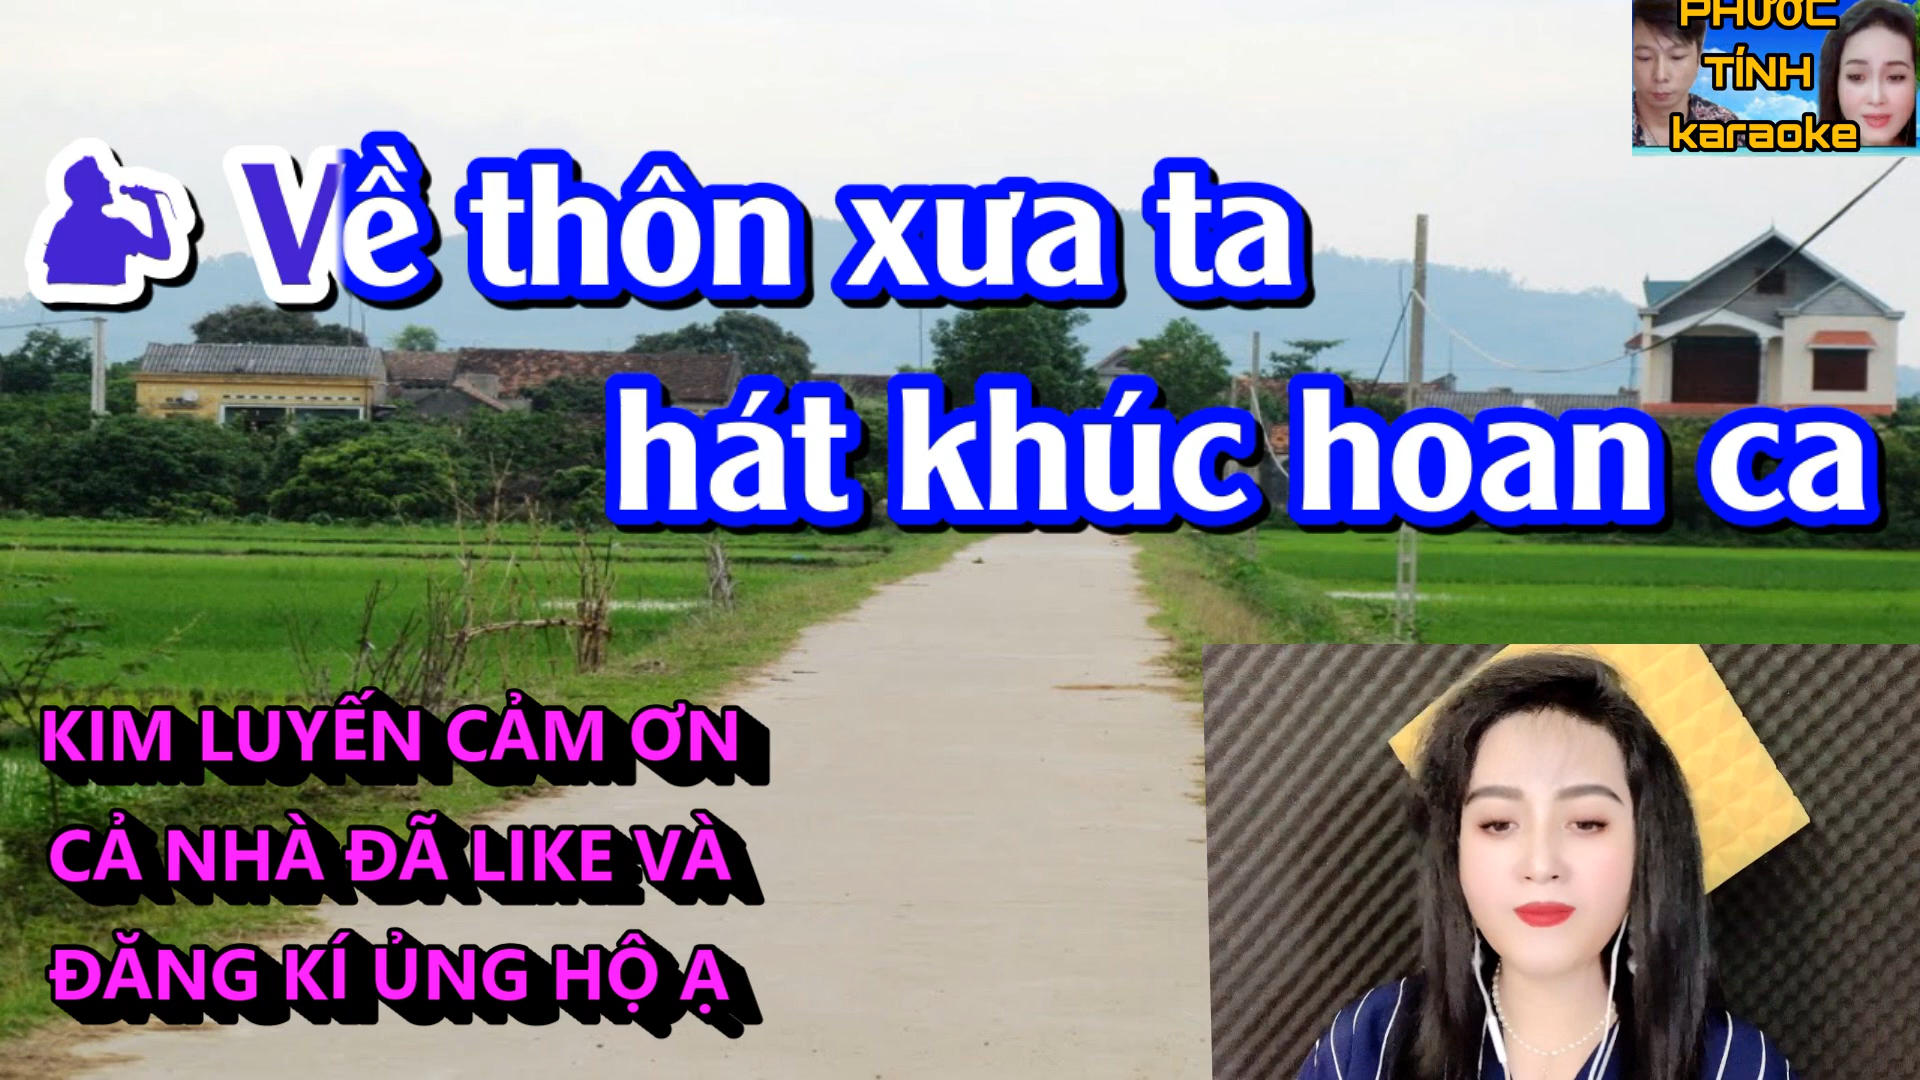 PHƯỚC
TÍNH
karaoke
Về thôn xưa ta
hát khúc hoan ca
KIM LUYẾN CẢM ƠN
CẢ NHÀ ĐÃ LIKE VÀ
ĐĂNG KÍ ỦNG HỘ Ạ